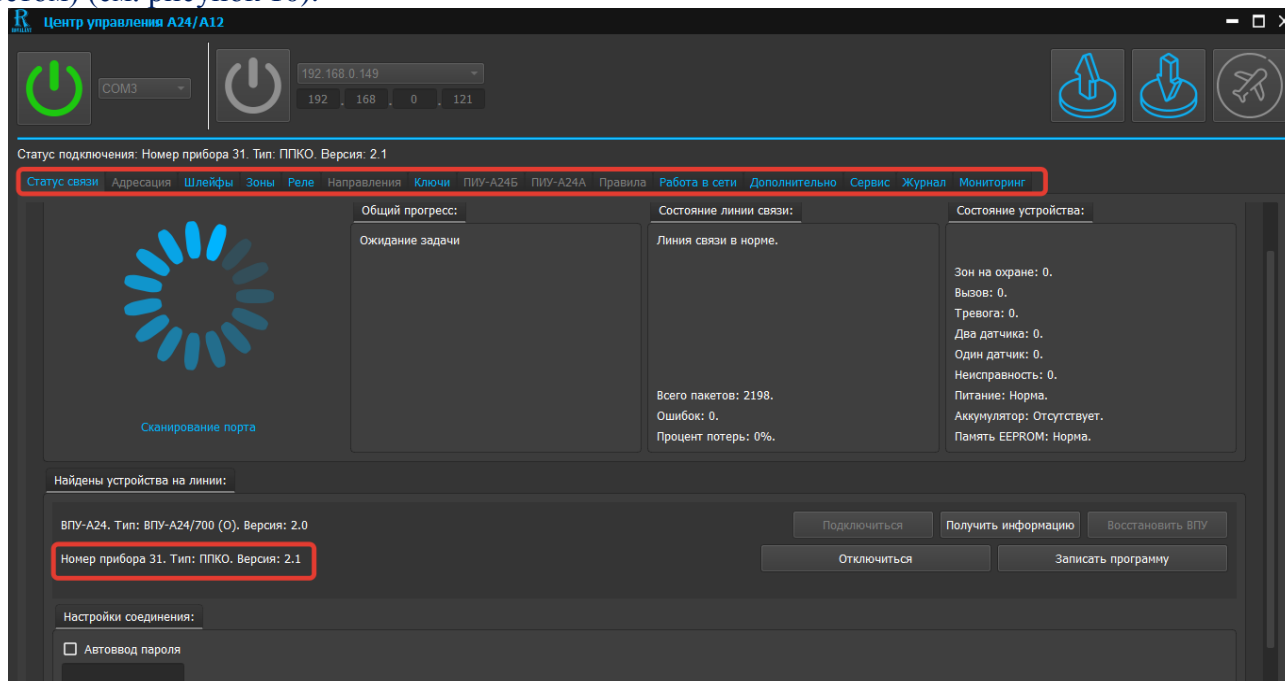 (см. рисунок 10).
Центр управления А24/А12
COM3
192.168.0.149
192 . 168 . 0 . 121
Статус подключения: Номер прибора 31. Тип: ППКО. Версия: 2.1
Статус связи Адресация Шлейфы Зоны Реле Направления Ключи ПИУ-А24Б ПИУ-А24А Правила Работа в сети Дополнительно Сервис Журнал Мониторинг
Общий прогресс:
Ожидание задачи
Состояние линии связи:
Линия связи в норме.
Всего пакетов: 2198.
Ошибок: 0.
Процент потерь: 0%.
Состояние устройства:
Зон на охране: 0.
Вызов: 0.
Тревога: 0.
Два датчика: 0.
Один датчик: 0.
Неисправность: 0.
Питание: Норма.
Аккумулятор: Отсутствует.
Память EEPROM: Норма.
Сканирование порта
Найдены устройства на линии:
ВПУ-А24. Тип: ВПУ-А24/700 (О). Версия: 2.0
Подключиться Получить информацию Восстановить ВПУ
Номер прибора 31. Тип: ППКО. Версия: 2.1
Отключиться Записать программу
Настройки соединения:
Автоввод пароля